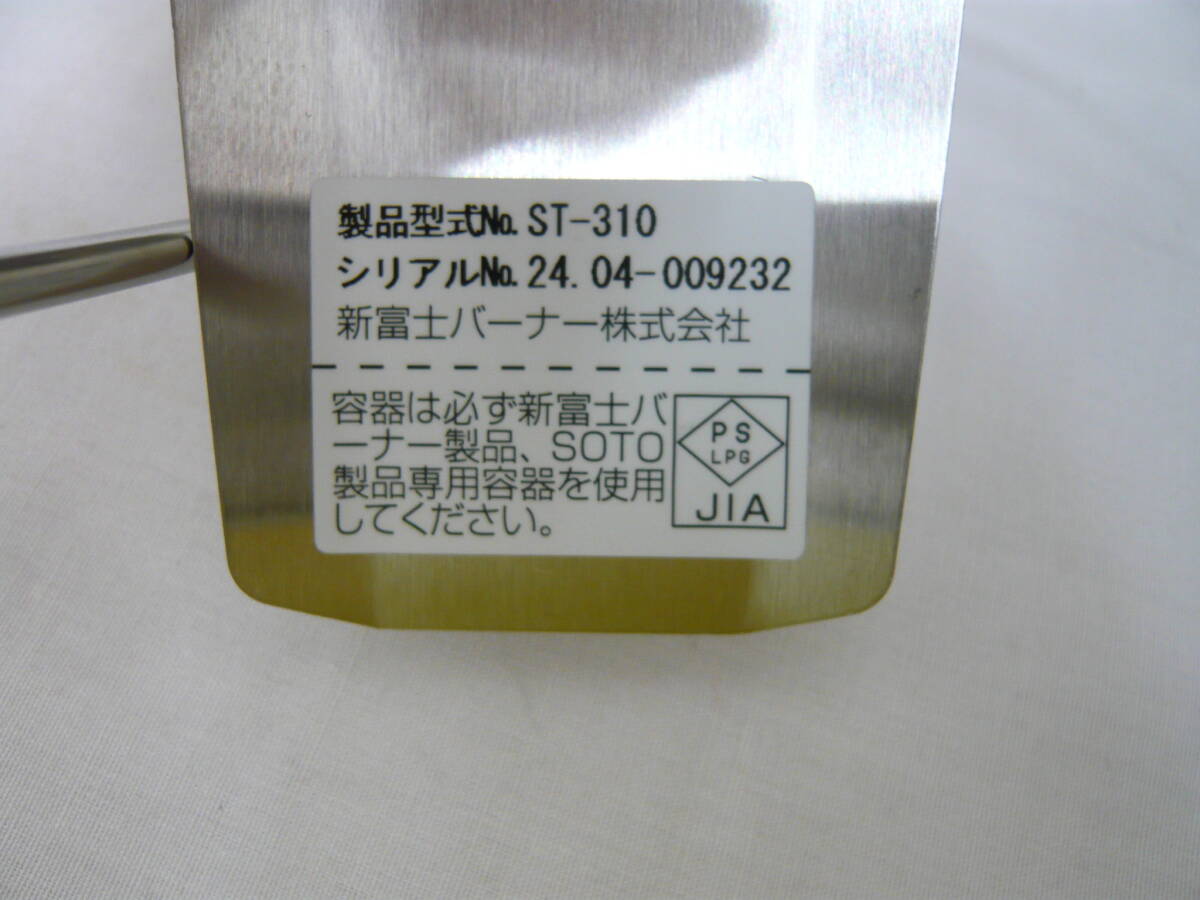 製品型式№ ST-310
シリアル№ 24.04-009232
新富士バーナー株式会社
容器は必ず新富士バ
ーナー製品、SOTO
製品専用容器を使用
してください。
PS
LPG
JIA